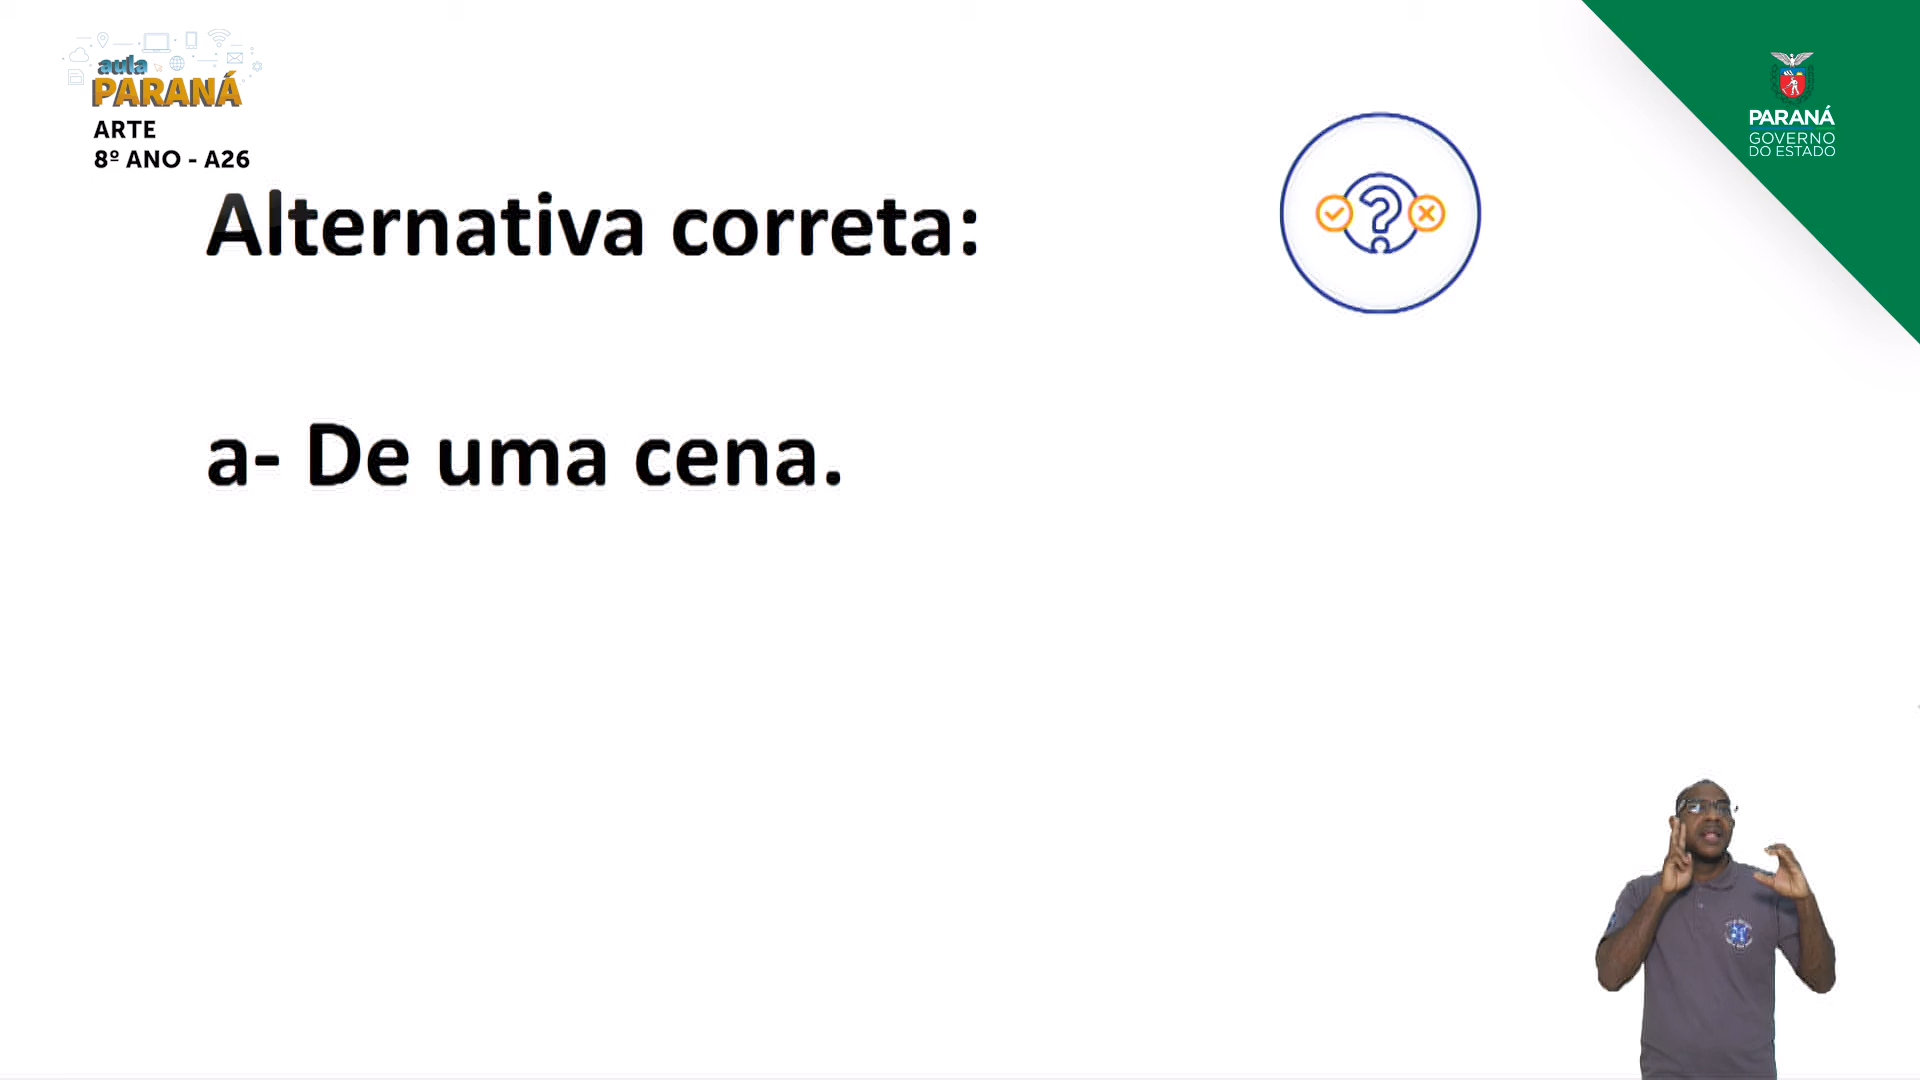 aula
PARANÁ
ARTE
8º ANO - A26
PARANÁ
GOVERNO
DO ESTADO
Alternativa correta:
a- De uma cena.